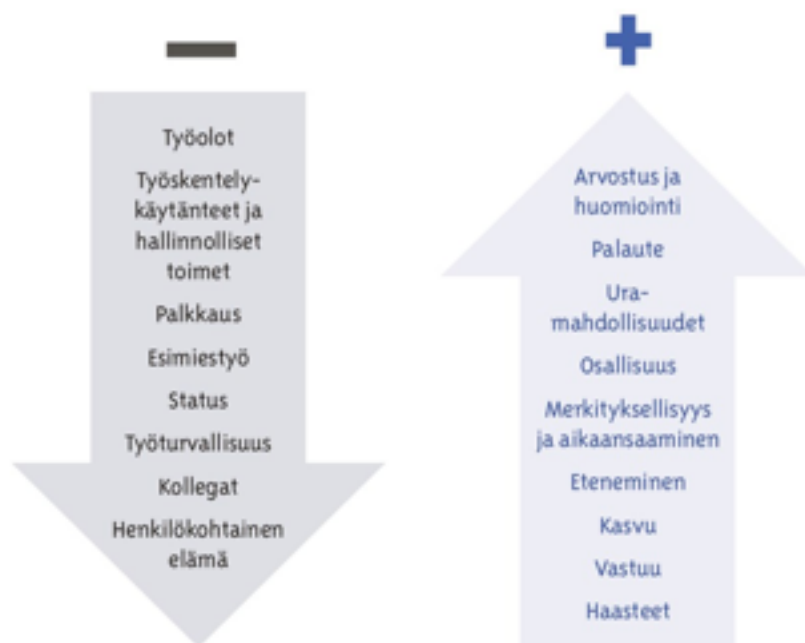 Työolot
Työskentely-
käytänteet ja
hallinnolliset
toimet
Palkkaus
Esimiestyö
Status
Työturvallisuus
Kollegat
Henkilökohtainen
elämä
Arvostus ja
huomiointi
Palaute
Ura-
mahdollisuudet
Osallisuus
Merkityksellisyys
ja aikaansaaminen
Eteneminen
Kasvu
Vastuu
Haasteet